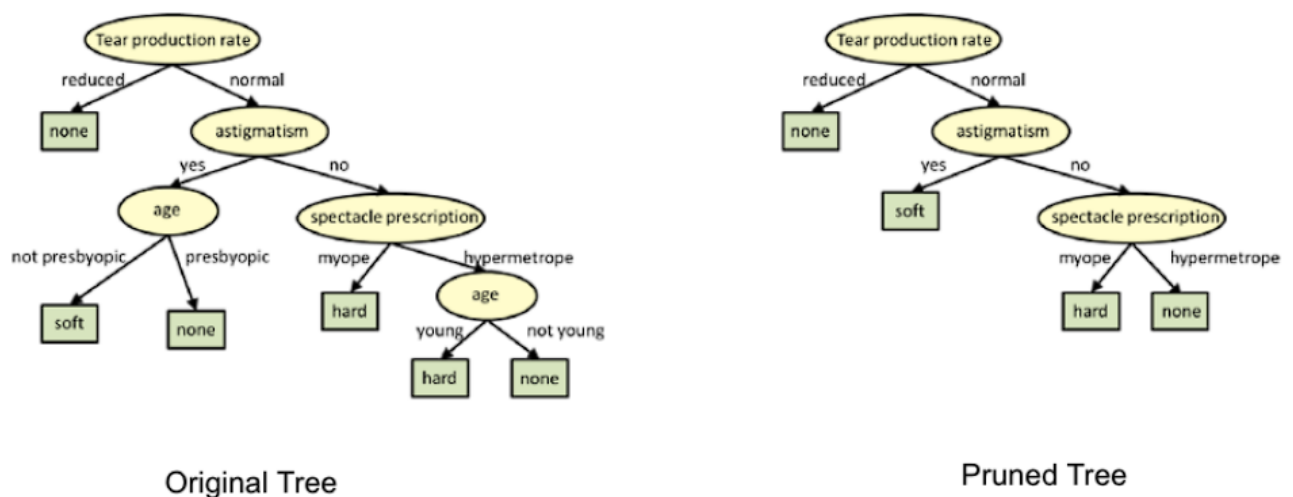 Tear production rate
reduced
normal
none
astigmatism
yes
no
age
spectacle prescription
not presbyopic
presbyopic
myope
hypermetrope
soft
none
hard
age
young
not young
hard
none
Original Tree
Tear production rate
reduced
normal
none
astigmatism
yes
no
soft
spectacle prescription
myope
hypermetrope
hard
none
Pruned Tree